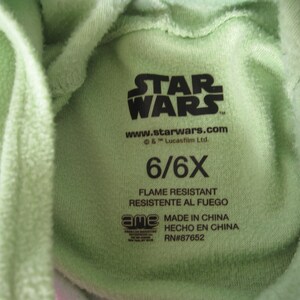 STAR
WARS
www.starwars.com
© & ™ Lucasfilm Ltd.
6/6X
FLAME RESISTANT
RESISTENTE AL FUEGO
AME
MADE IN CHINA
HECHO EN CHINA
RN#87652